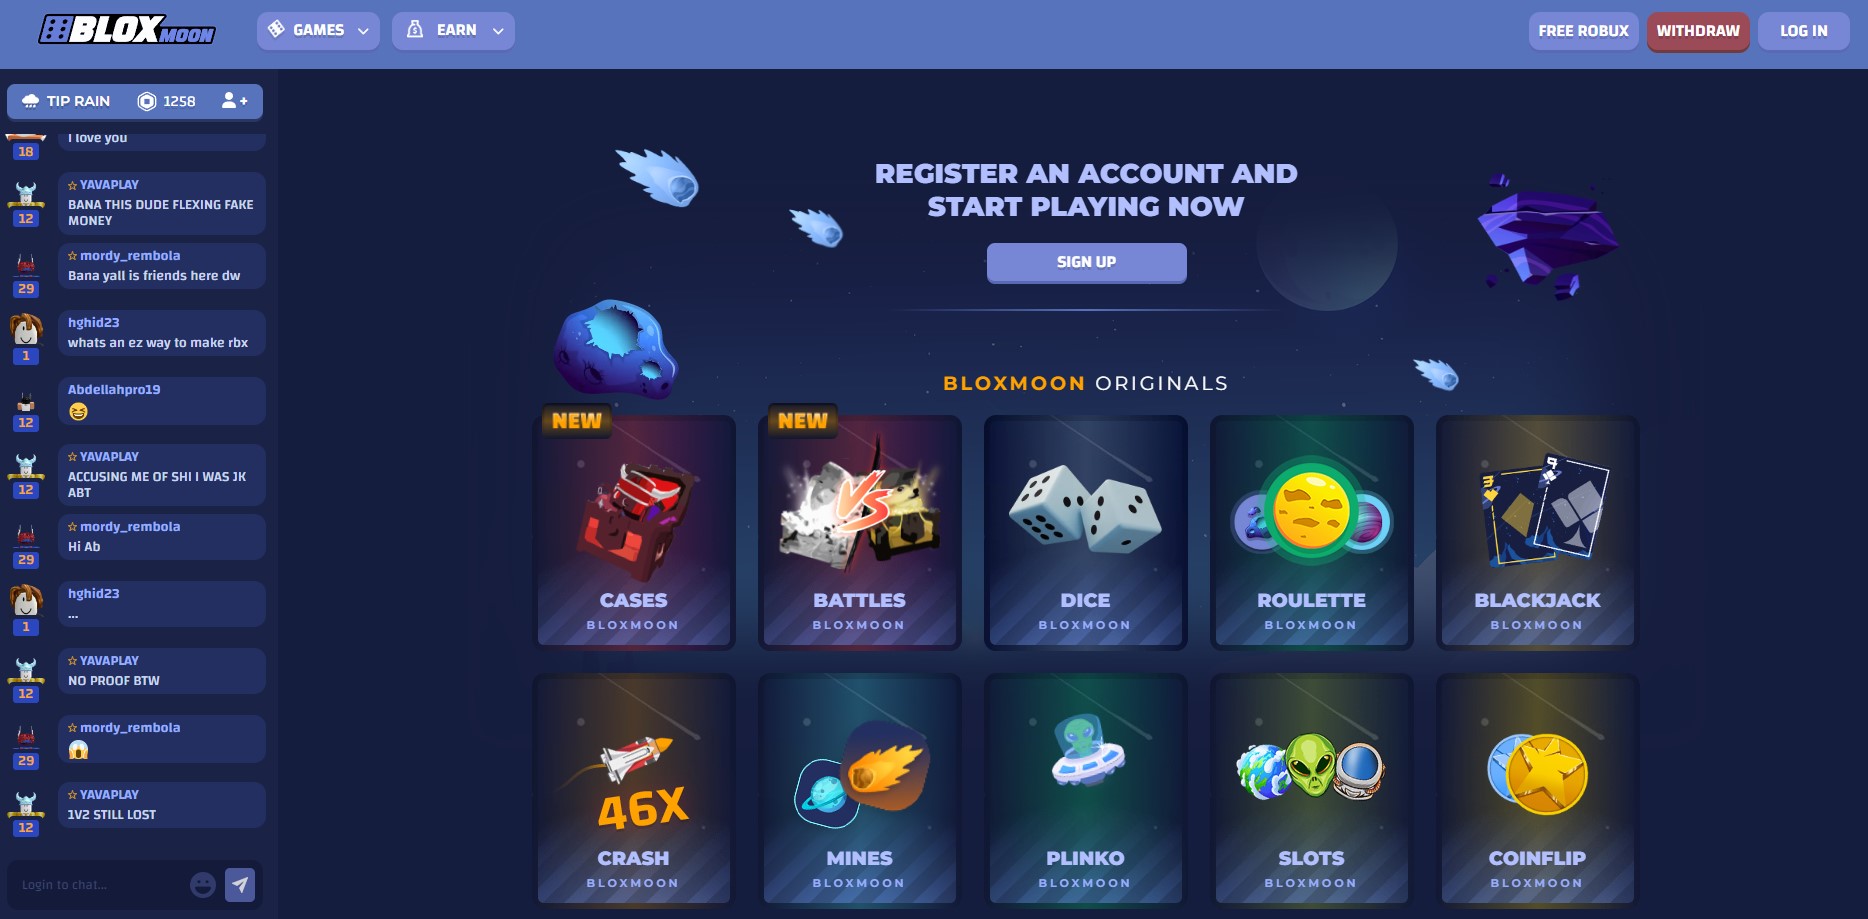 BLOXMOON
GAMES
EARN
FREE ROBUX
WITHDRAW
LOG IN
TIP RAIN
1258
I love you
18
YAVAPLAY
BANA THIS DUDE FLEXING FAKE
MONEY
12
mordy_rembola
Bana yall is friends here dw
29
hghid23
whats an ez way to make rbx
1
Abdellahpro19
😆
12
YAVAPLAY
ACCUSING ME OF SHI I WAS JK
ABT
12
mordy_rembola
Hi Ab
29
hghid23
...
1
YAVAPLAY
NO PROOF BTW
12
mordy_rembola
😱
29
YAVAPLAY
1V2 STILL LOST
12
Login to chat...
REGISTER AN ACCOUNT AND
START PLAYING NOW
SIGN UP
BLOXMOON ORIGINALS
NEW
CASES
BLOXMOON
NEW
VS
BATTLES
BLOXMOON
DICE
BLOXMOON
ROULETTE
BLOXMOON
BLACKJACK
BLOXMOON
46X
CRASH
BLOXMOON
MINES
BLOXMOON
PLINKO
BLOXMOON
SLOTS
BLOXMOON
COINFLIP
BLOXMOON